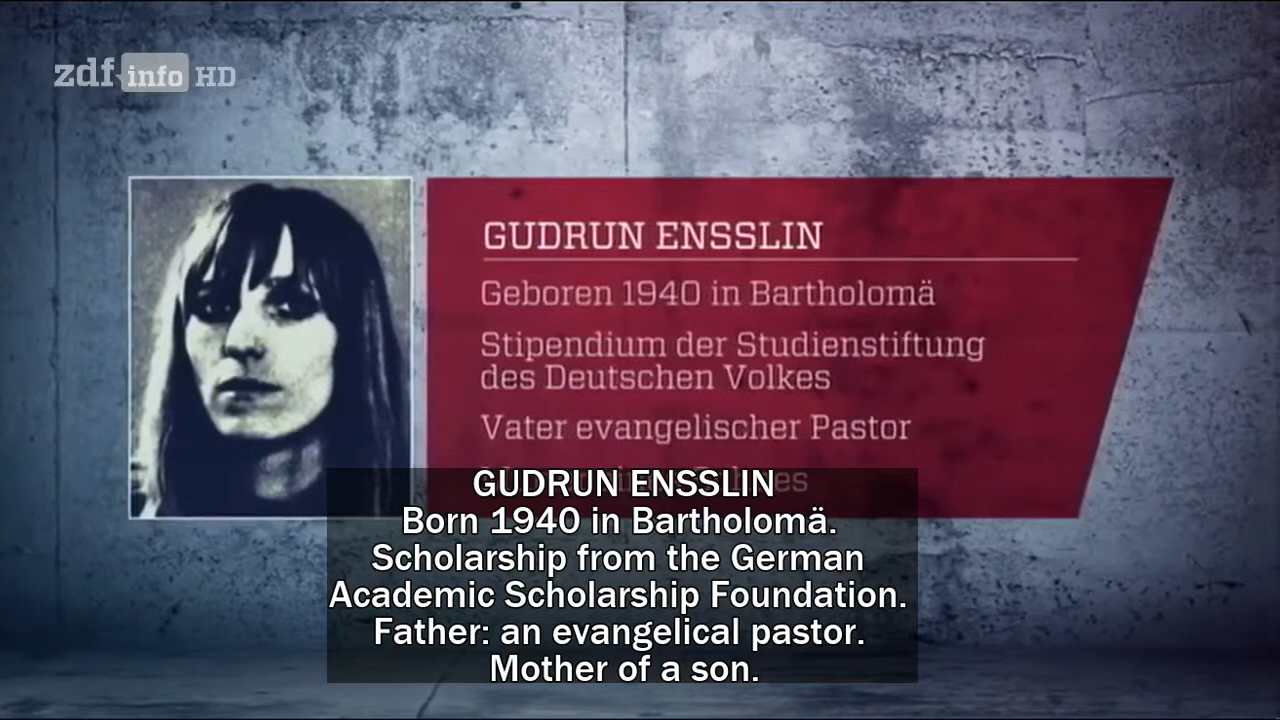 zdf info HD
GUDRUN ENSSLIN
Geboren 1940 in Bartholomä
Stipendium der Studienstiftung
des Deutschen Volkes
Vater evangelischer Pastor
GUDRUN ENSSLIN
Born 1940 in Bartholomä.
Scholarship from the German
Academic Scholarship Foundation.
Father: an evangelical pastor.
Mother of a son.